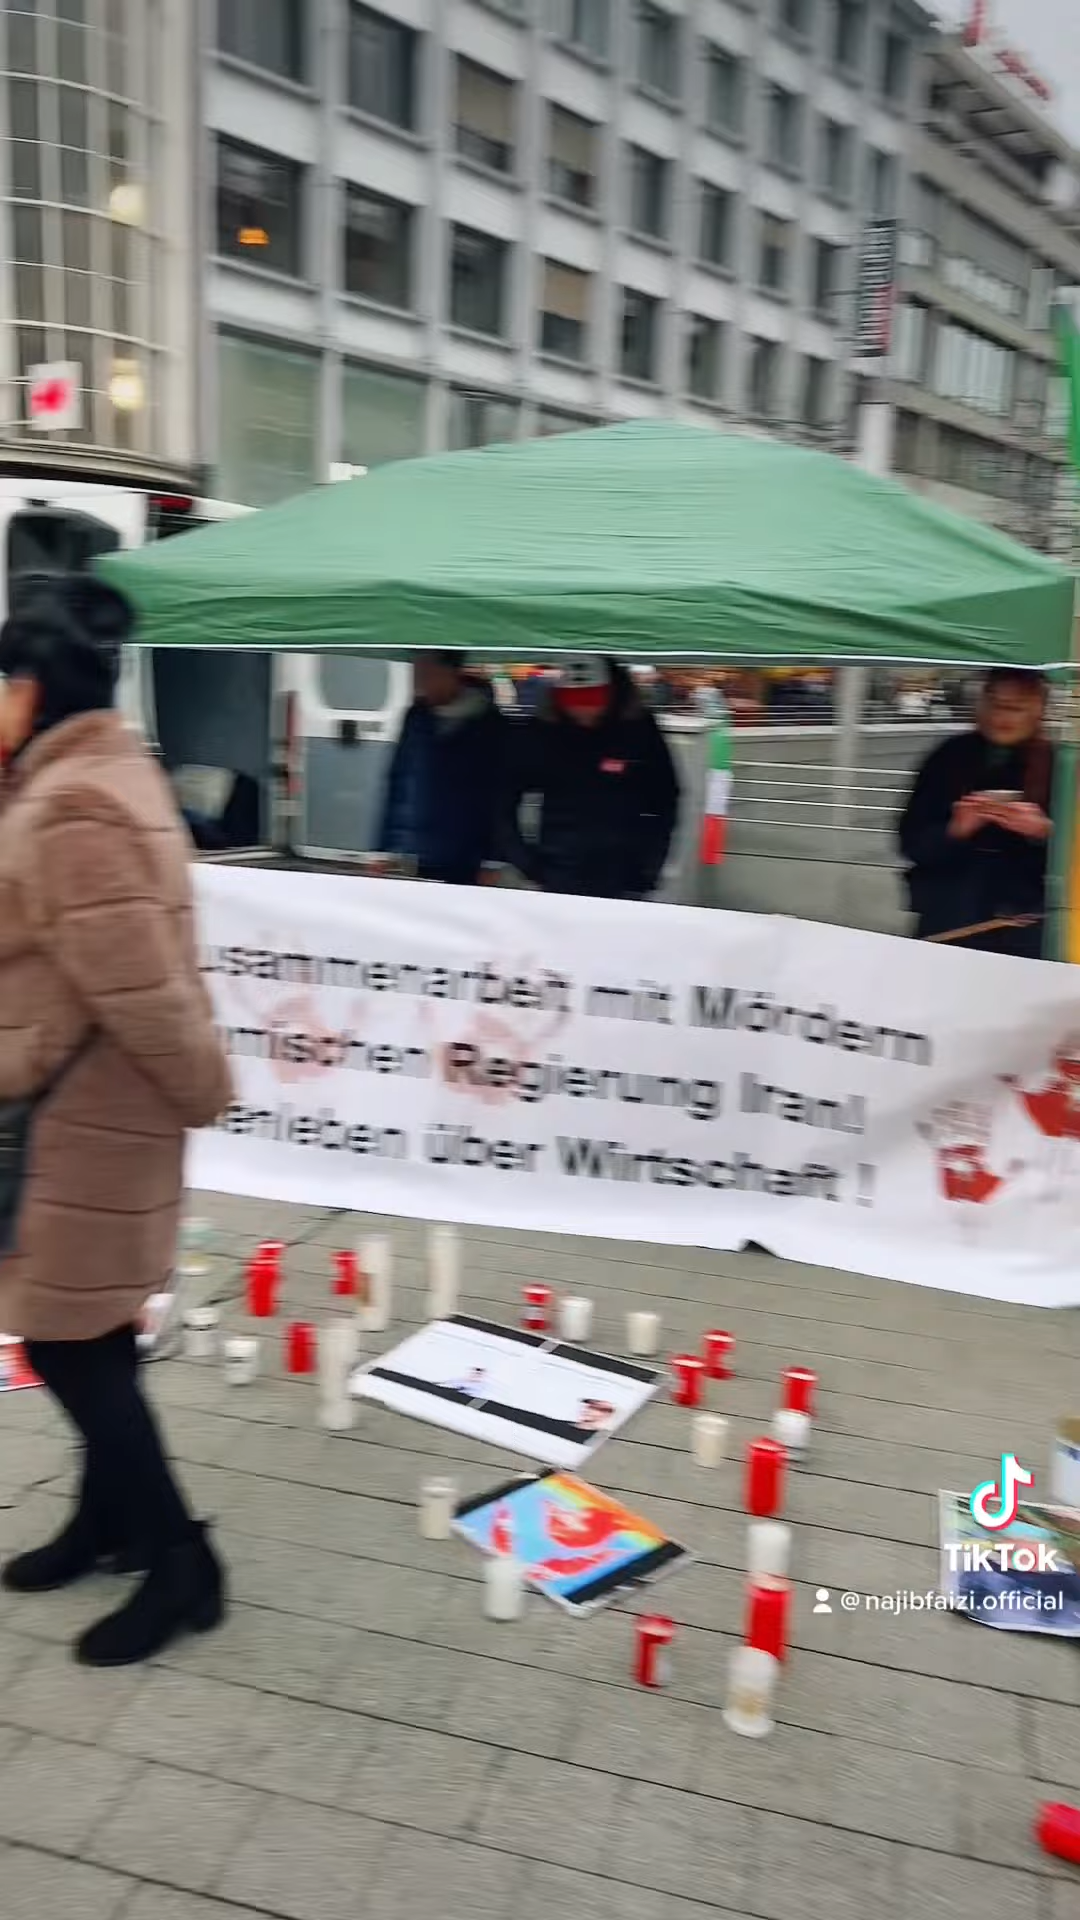 usammenarbeit mit Mördern
mischen Regierung Iran!
enleben über Wirtschaft !
TikTok
@najibfaizi.official